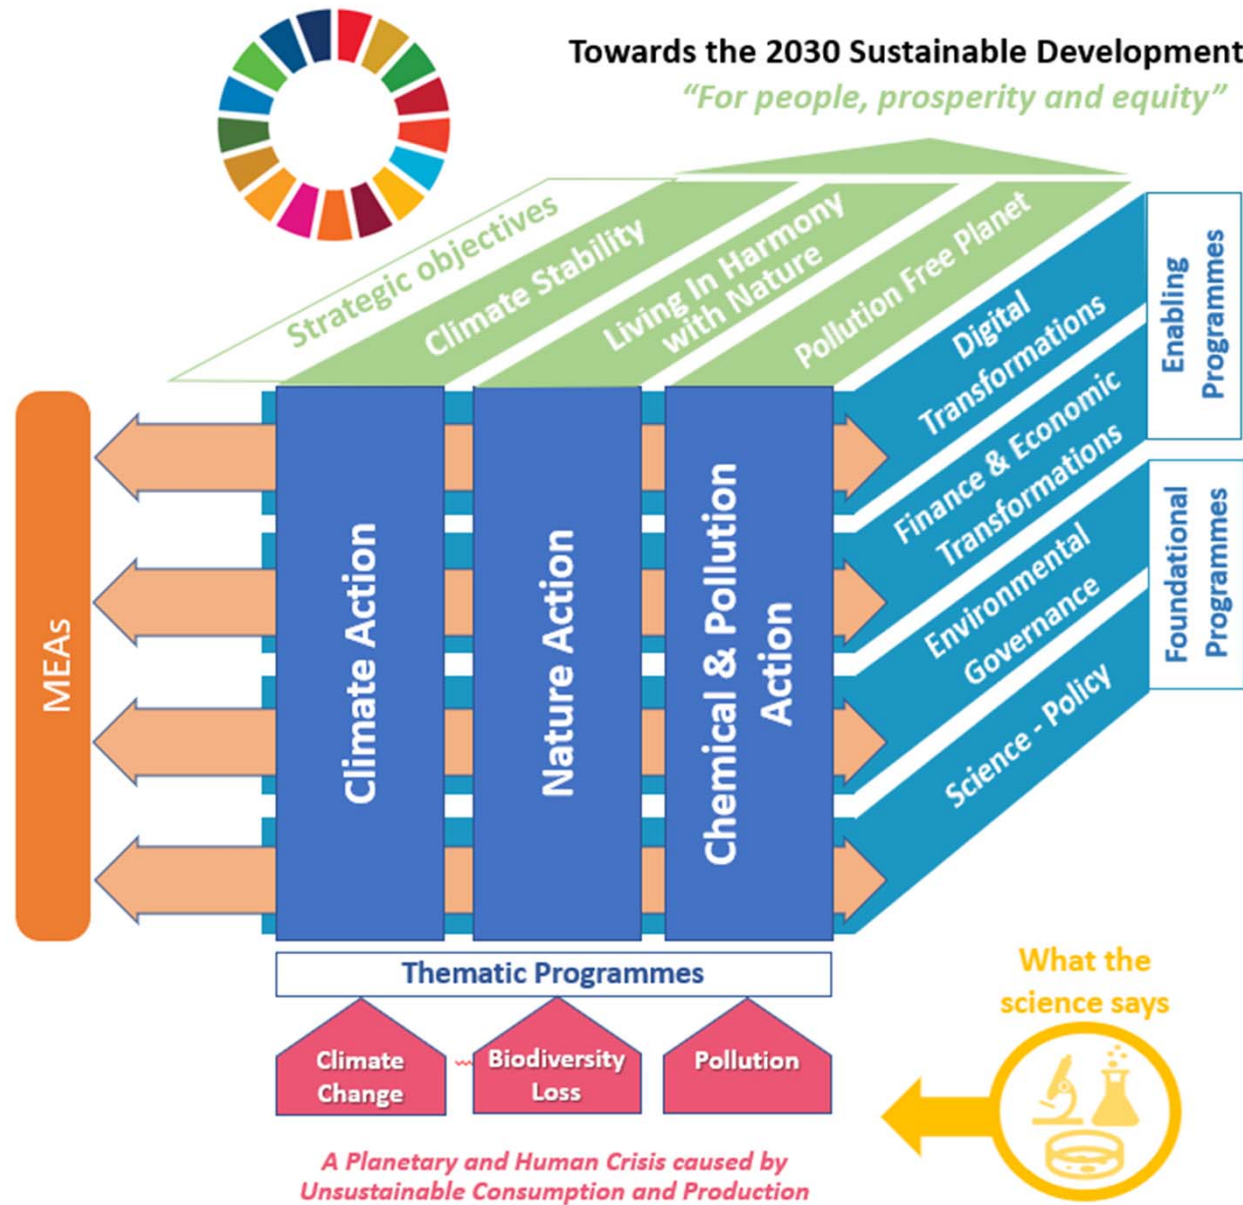 Towards the 2030 Sustainable Development
“For people, prosperity and equity”
Strategic objectives
Climate Stability
Living In Harmony
with Nature
Pollution Free Planet
Digital
Transformations
Finance & Economic
Transformations
Environmental
Governance
Science - Policy
Enabling
Programmes
Foundational
Programmes
MEAs
Climate Action
Nature Action
Chemical & Pollution
Action
Thematic Programmes
Climate
Change
Biodiversity
Loss
Pollution
A Planetary and Human Crisis caused by
Unsustainable Consumption and Production
What the
science says